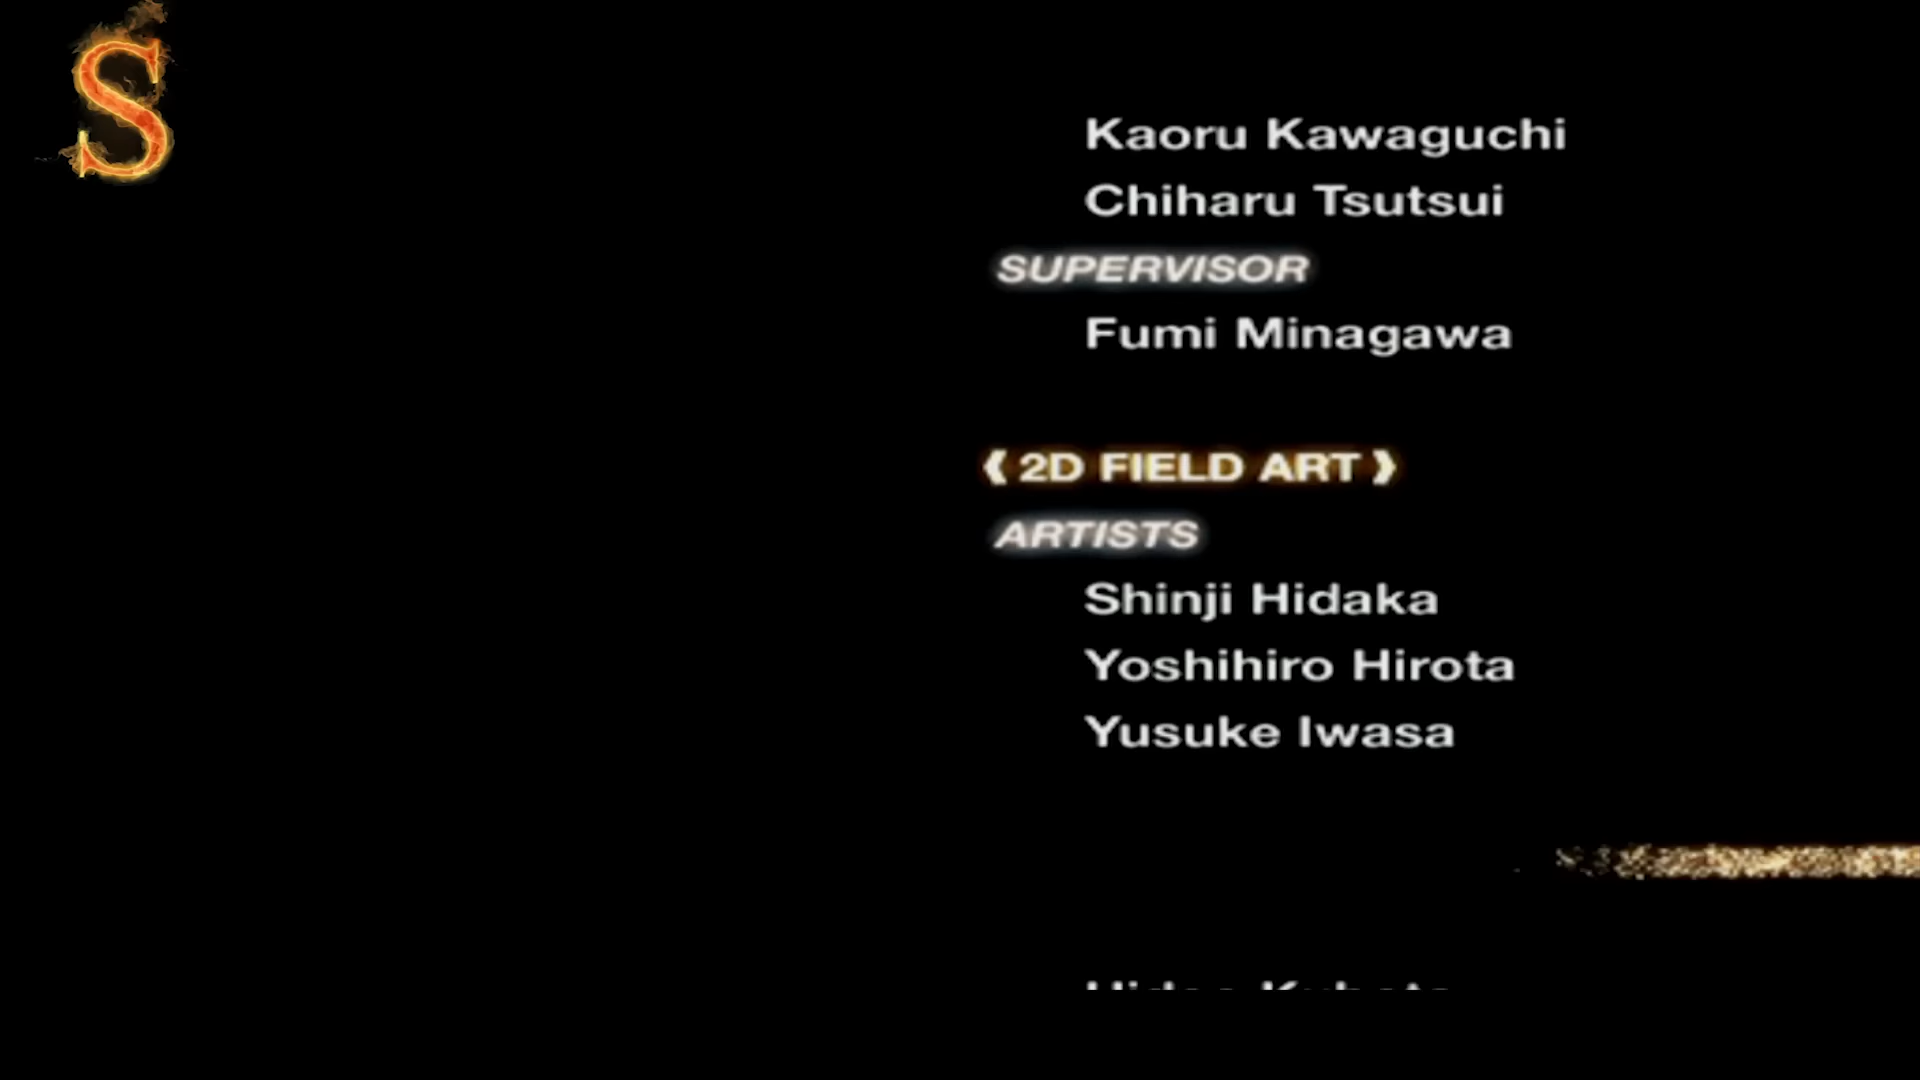 S
Kaoru Kawaguchi
Chiharu Tsutsui
SUPERVISOR
Fumi Minagawa
❰ 2D FIELD ART ❱
ARTISTS
Shinji Hidaka
Yoshihiro Hirota
Yusuke Iwasa